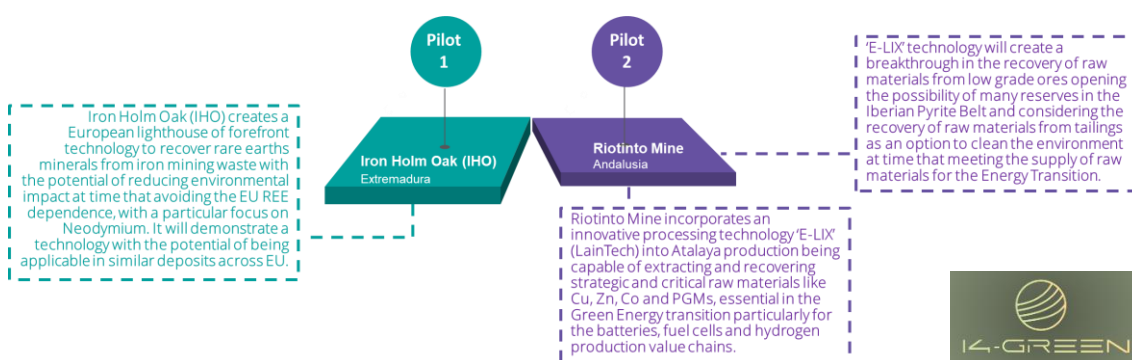 Pilot
1
Pilot
2
Iron Holm Oak (IHO) creates a
European lighthouse of forefront
technology to recover rare earths
minerals from iron mining waste with
the potential of reducing environmental
impact at time that avoiding the EU REE
dependence, with a particular focus on
Neodymium. It will demonstrate a
technology with the potential of being
applicable in similar deposits across EU.
Iron Holm Oak (IHO)
Extremadura
Riotinto Mine
Andalusia
'E-LIX' technology will create a
breakthrough in the recovery of raw
materials from low grade ores opening
the possibility of many reserves in the
Iberian Pyrite Belt and considering the
recovery of raw materials from tailings
as an option to clean the environment
at time that meeting the supply of raw
materials for the Energy Transition.
Riotinto Mine incorporates an
innovative processing technology 'E-LIX'
(LainTech) into Atalaya production being
capable of extracting and recovering
strategic and critical raw materials like
Cu, Zn, Co and PGMs, essential in the
Green Energy transition particularly for
the batteries, fuel cells and hydrogen
production value chains.
I4-GREEN